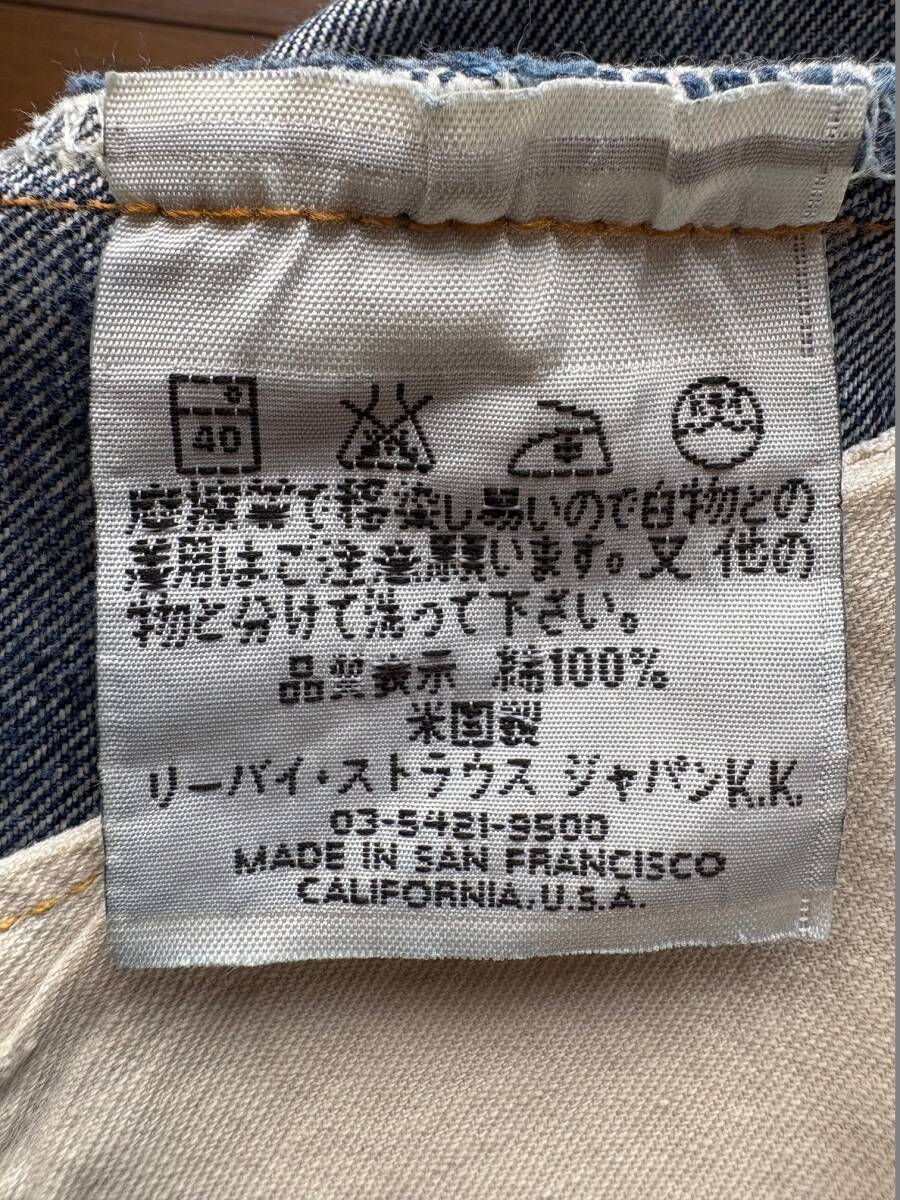 40
摩擦等で移染し易いので白物との
着用はご注意願います。又 他の
物と分けて洗って下さい。
品質表示 綿100%
米国製
リーバイ・ストラウス ジャパンK.K.
03-5421-9500
MADE IN SAN FRANCISCO
CALIFORNIA,U.S.A.